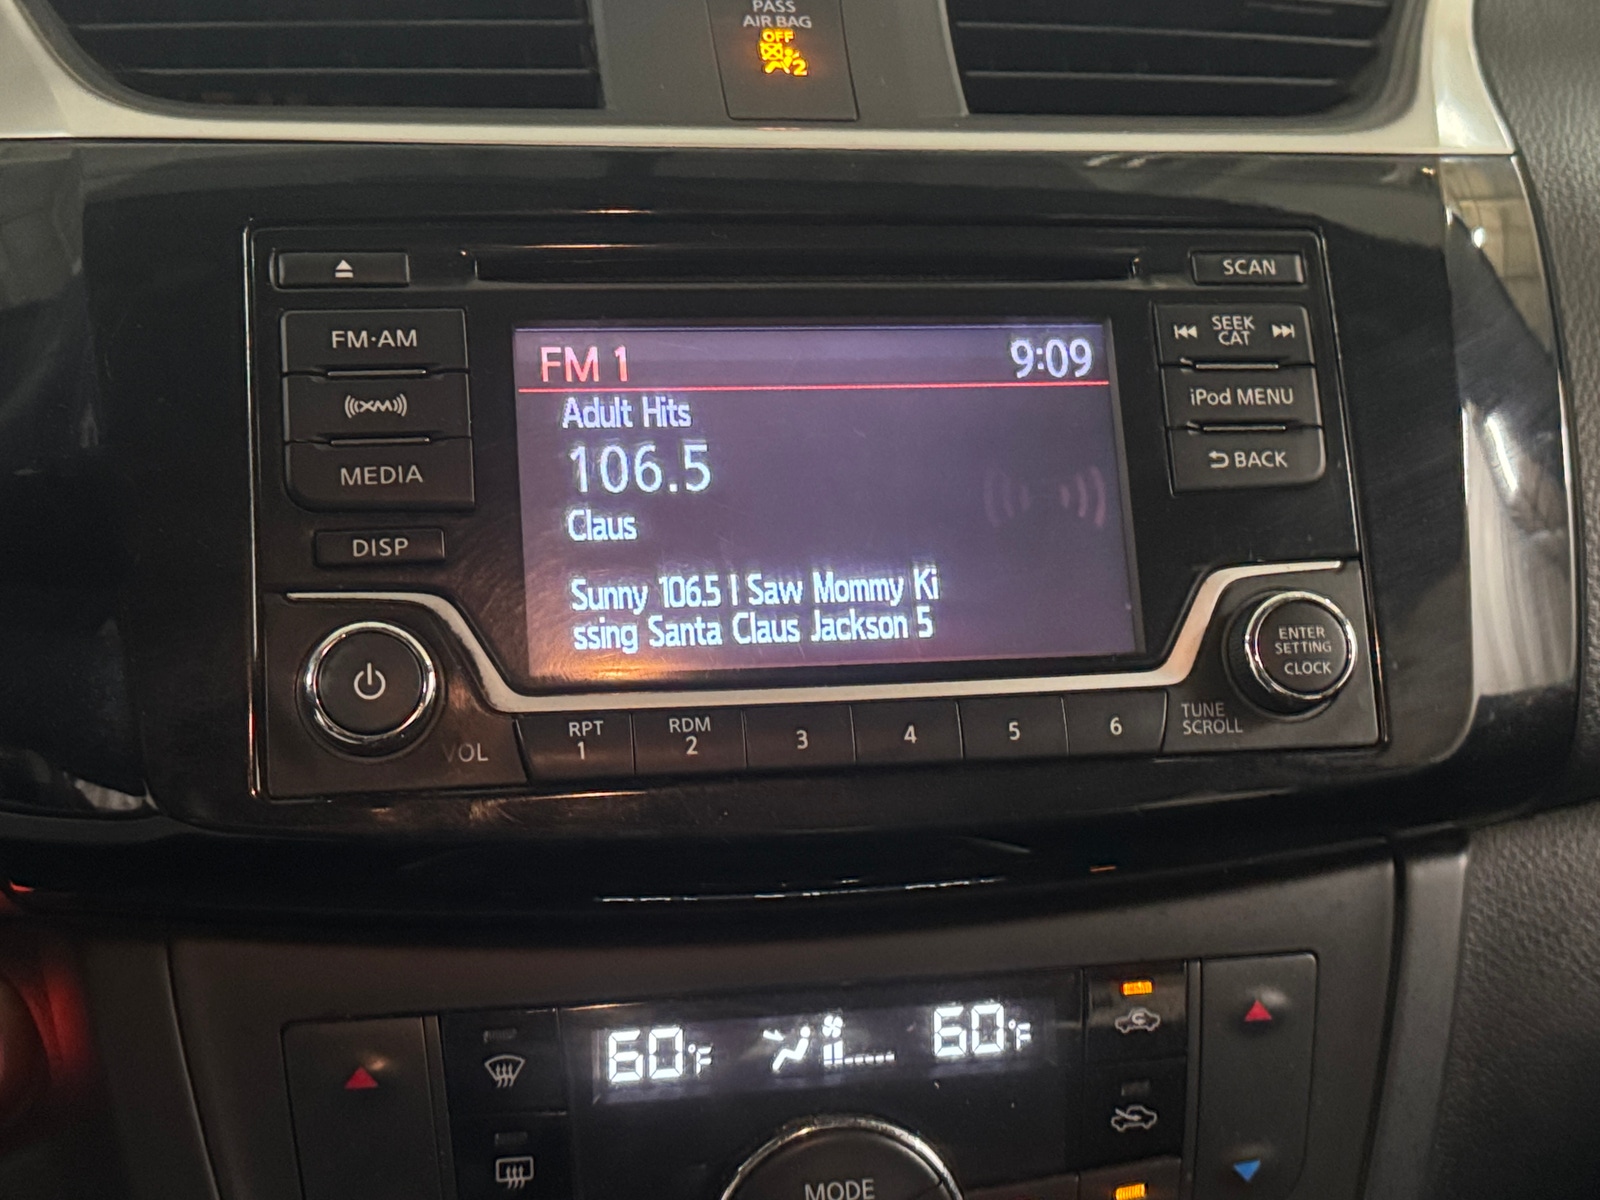 PASS
AIR BAG
OFF
2
SCAN
FM·AM
XM
MEDIA
DISP
FM 1 9:09
Adult Hits
106.5
Claus
Sunny 106.5 I Saw Mommy Ki
ssing Santa Claus Jackson 5
SEEK
CAT
iPod MENU
BACK
ENTER
SETTING
CLOCK
VOL
TUNE
SCROLL
RPT
1
RDM
2
3
4
5
6
60°F 60°F
MODE